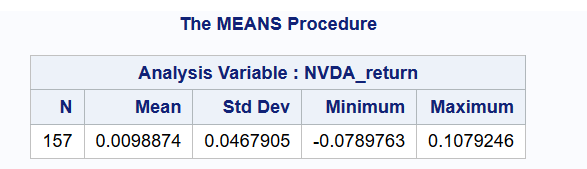 The MEANS Procedure
Analysis Variable : NVDA_return
N Mean Std Dev Minimum Maximum
157 0.0098874 0.0467905 -0.0789763 0.1079246